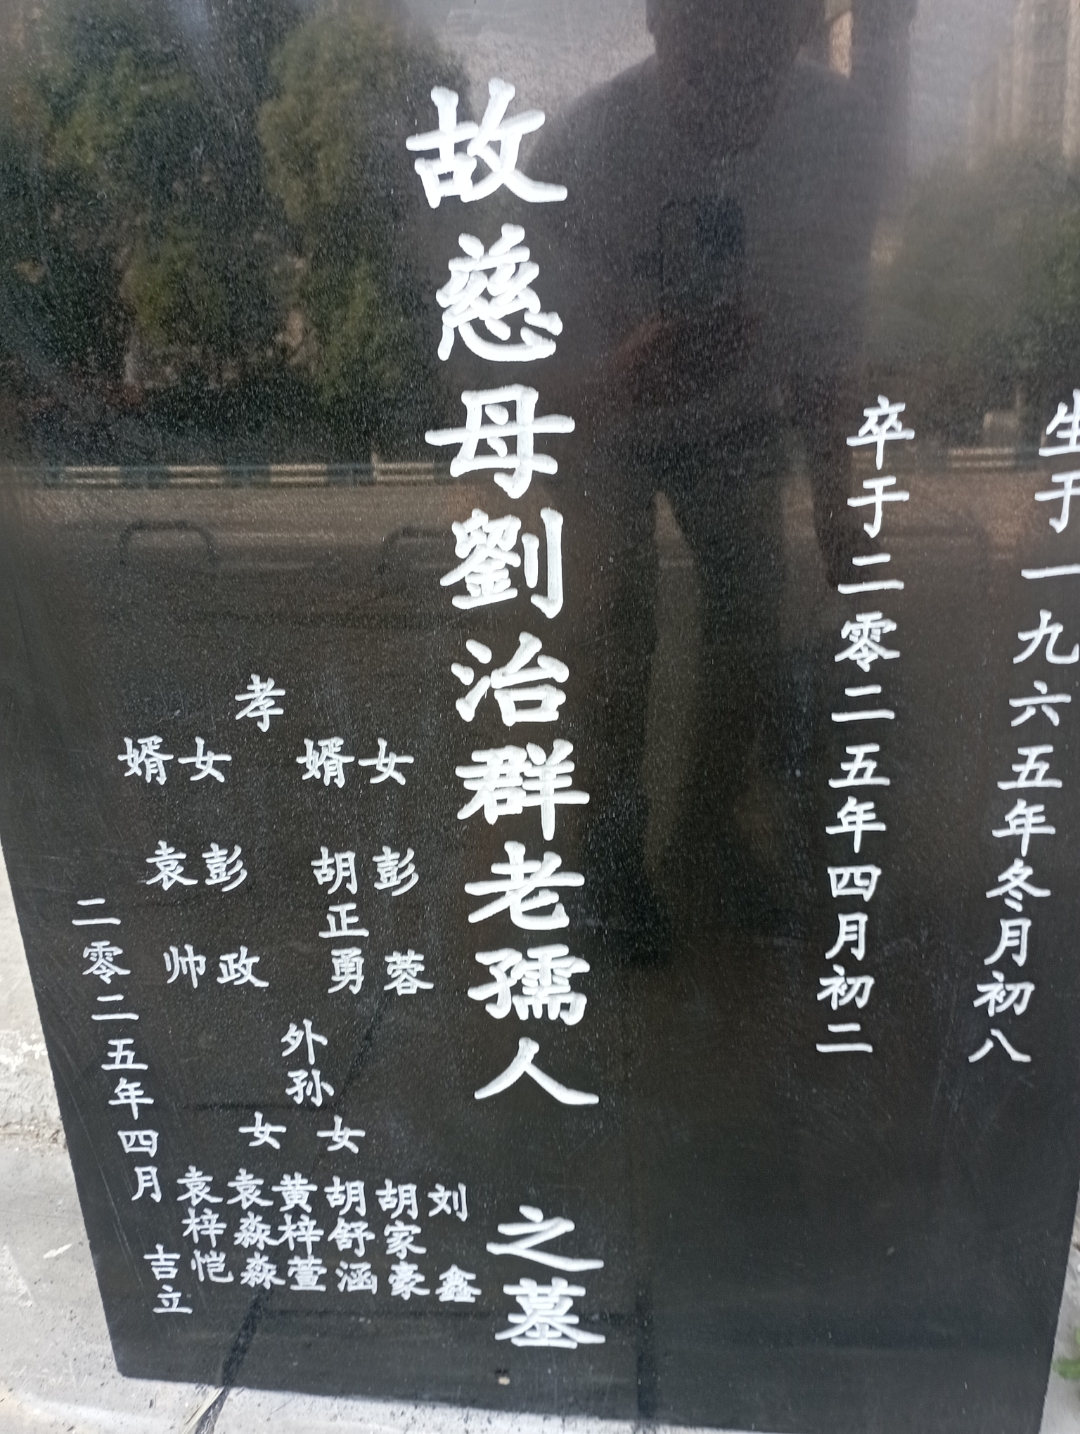 生于一九六五年冬月初八
卒于二零二五年四月初二
故慈母劉治群老孺人之墓
孝
女 彭蓉
婿 胡正勇
女 彭政
婿 袁帅
外孙
女 女
刘鑫
胡家豪
胡舒涵
黄梓萱
袁淼淼
袁梓恺
二零二五年四月吉立